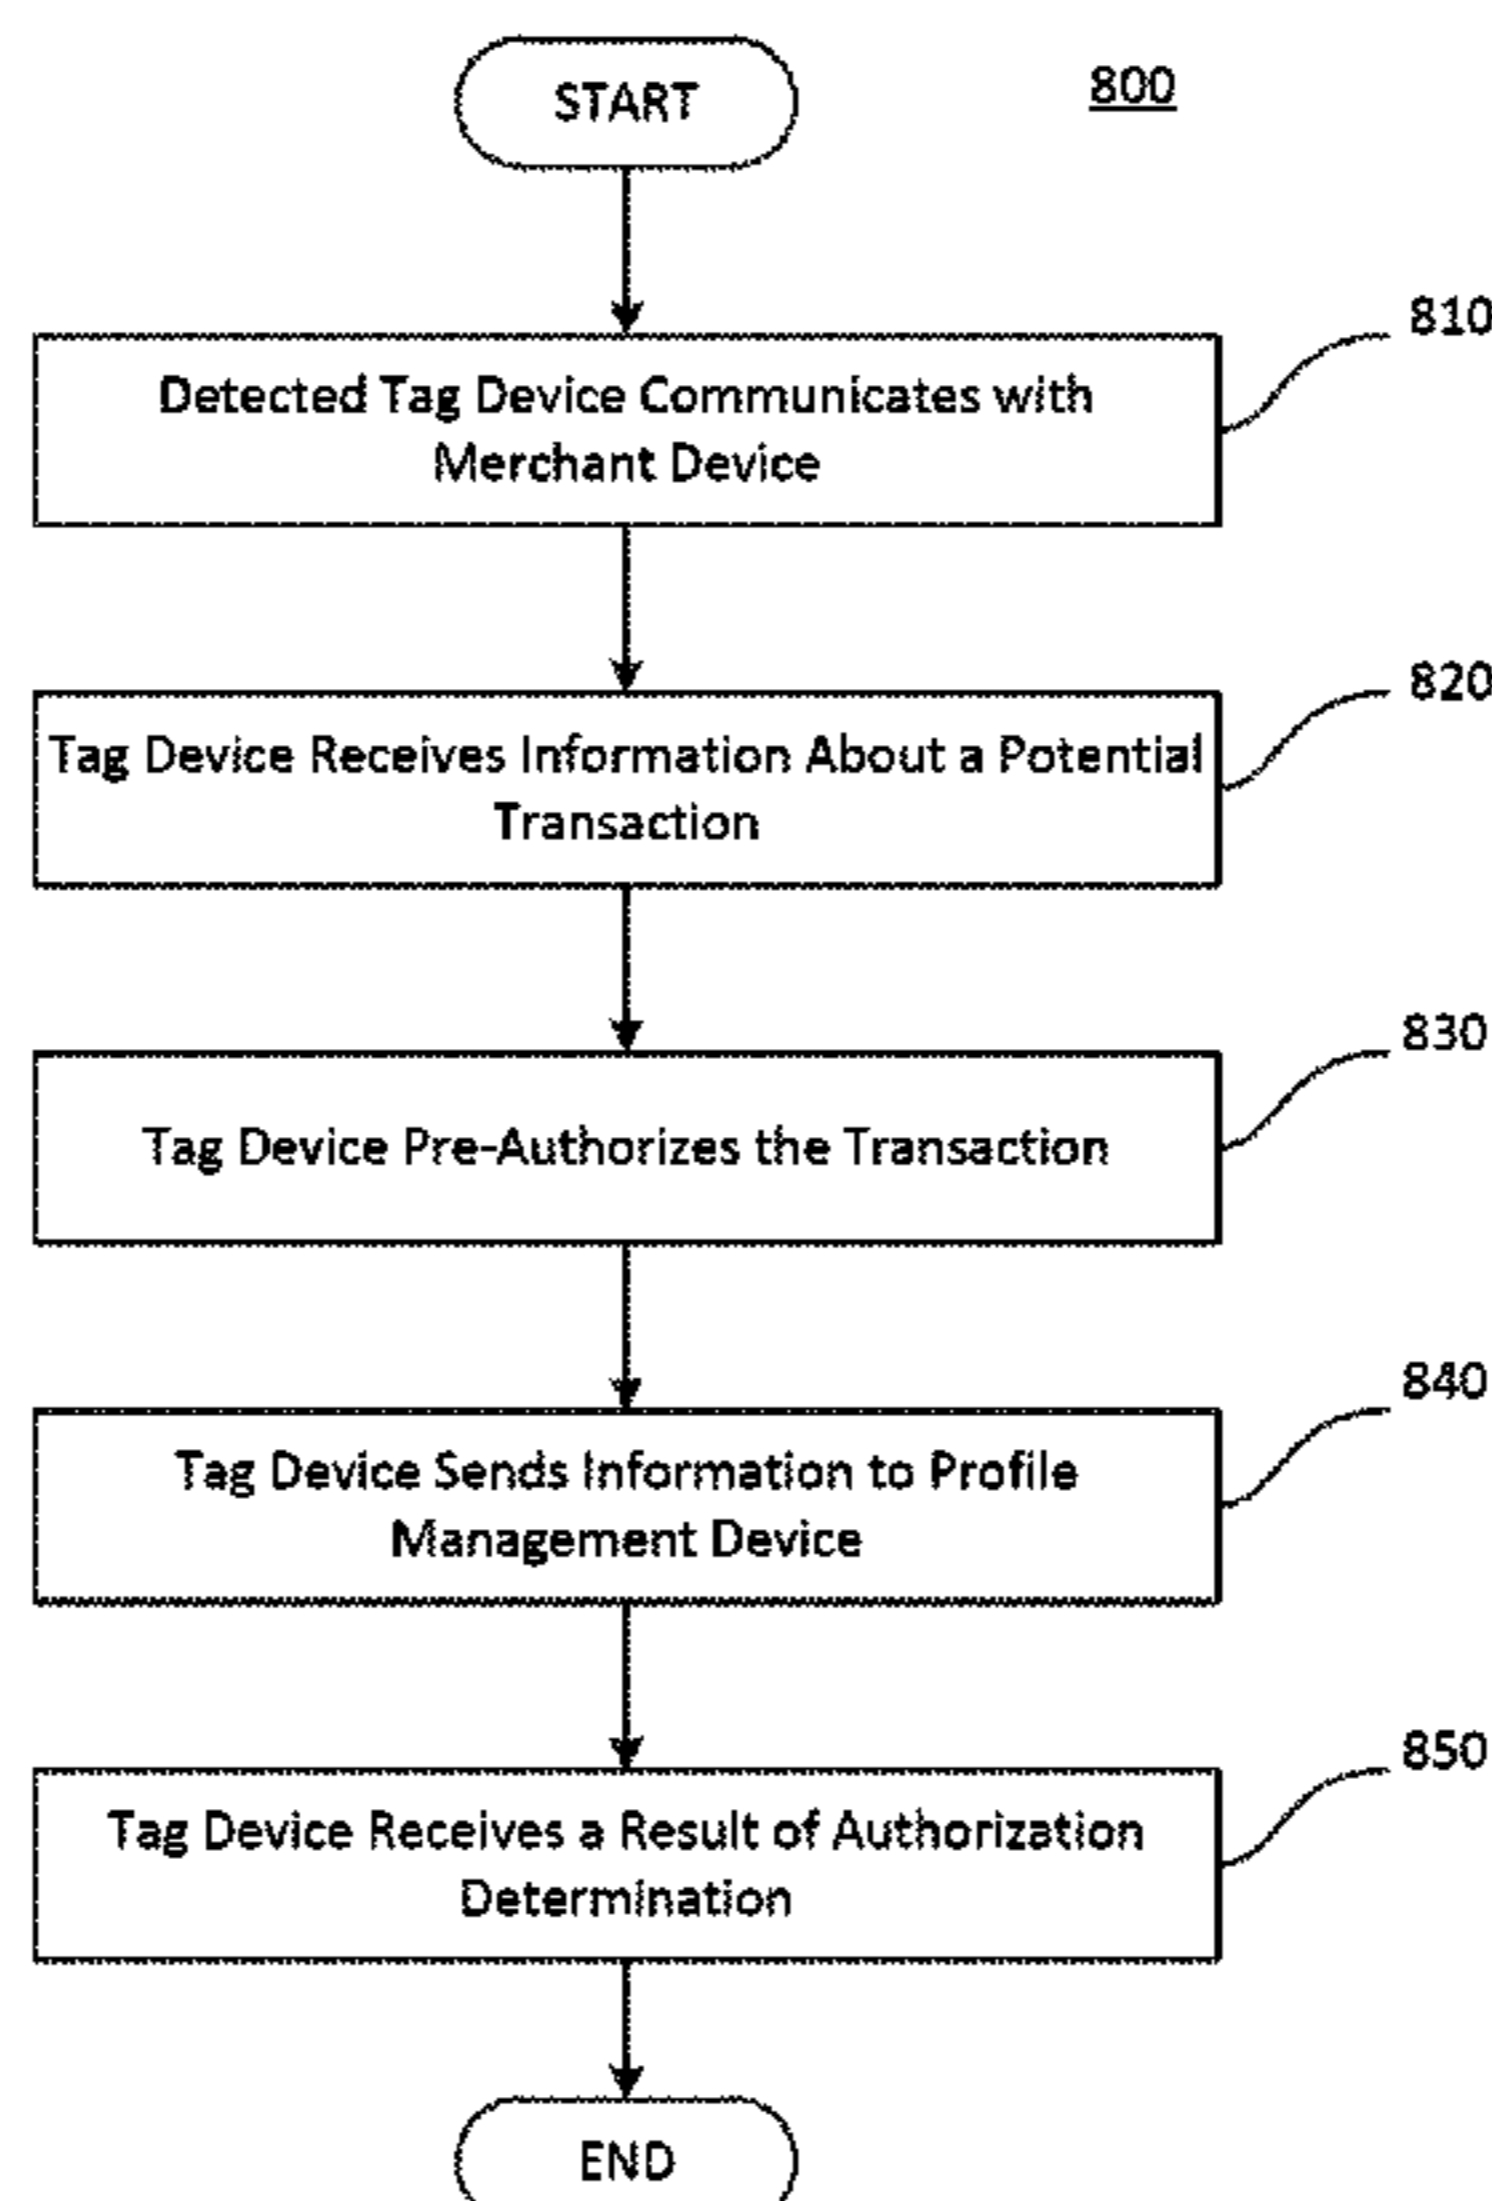 START
800
810
Detected Tag Device Communicates with
Merchant Device
820
Tag Device Receives Information About a Potential
Transaction
830
Tag Device Pre-Authorizes the Transaction
840
Tag Device Sends Information to Profile
Management Device
850
Tag Device Receives a Result of Authorization
Determination
END